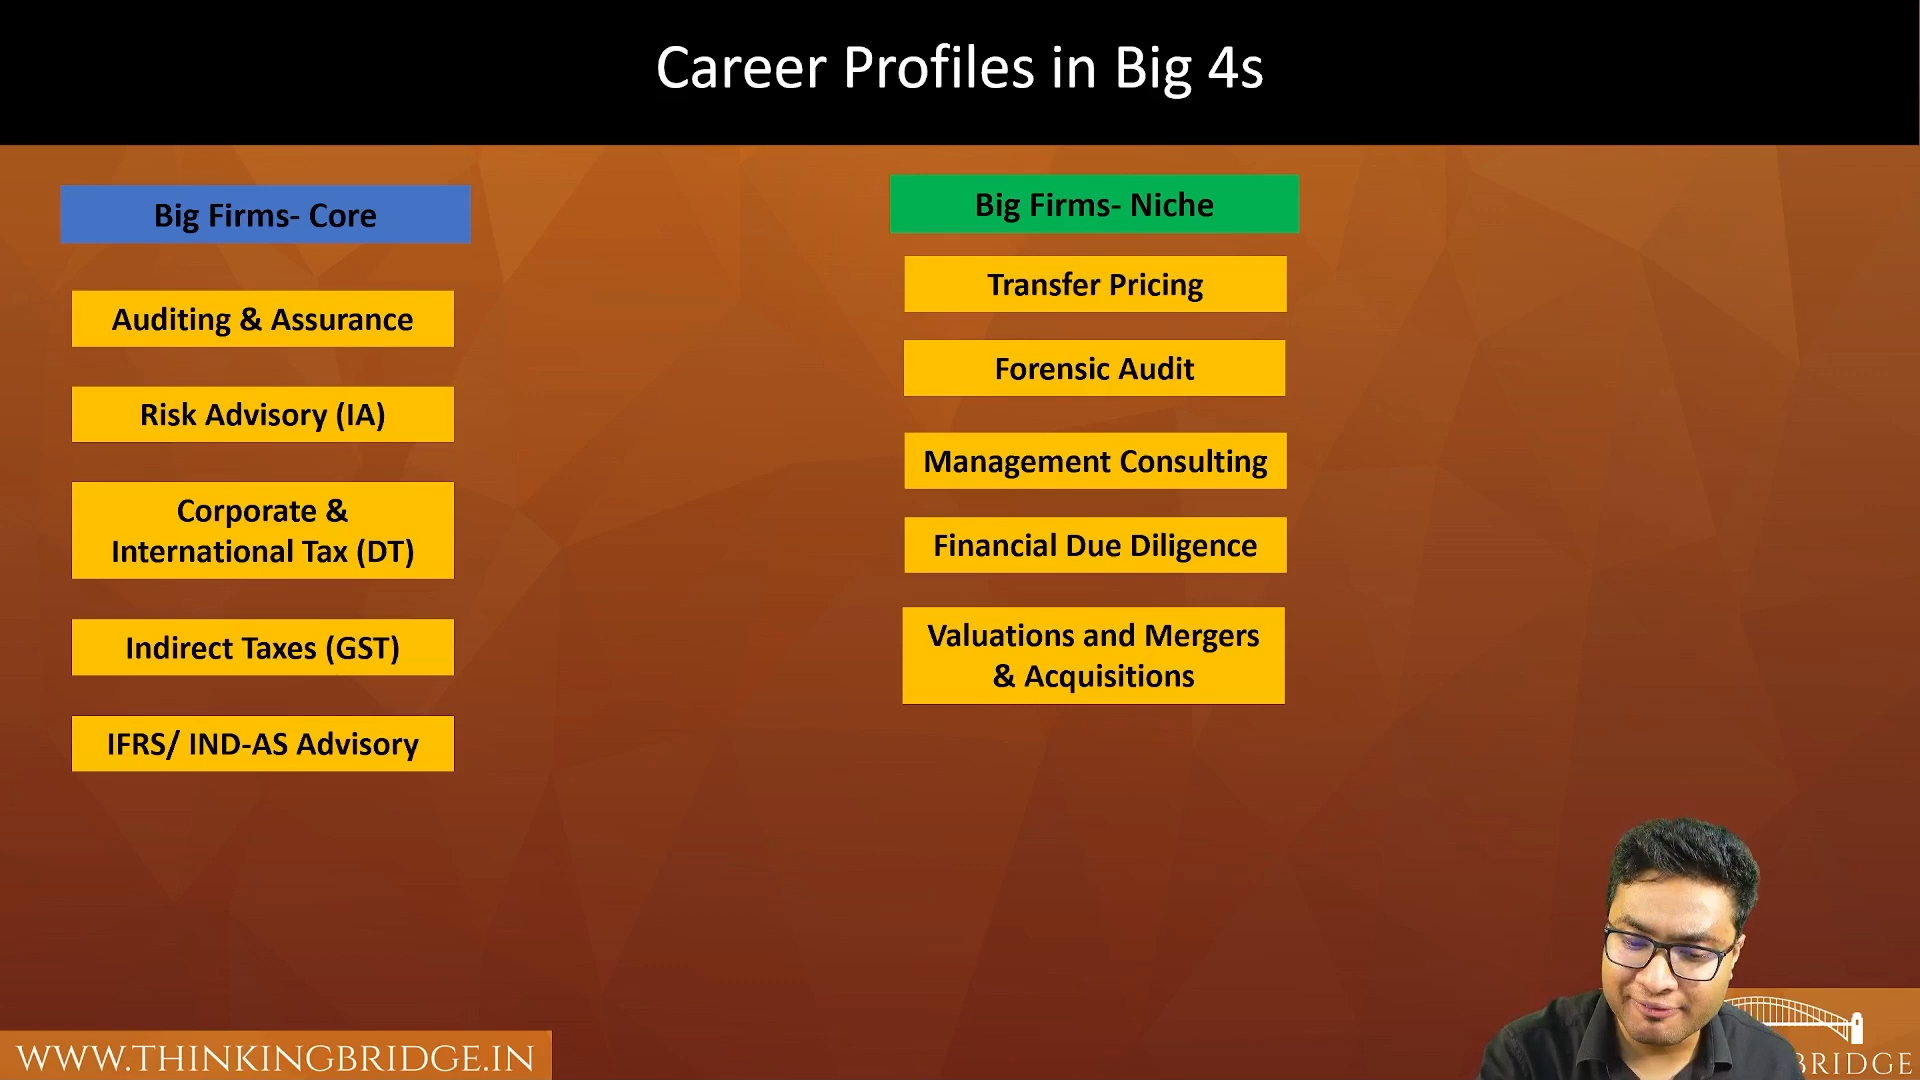 Career Profiles in Big 4s
Big Firms- Core
Auditing & Assurance
Risk Advisory (IA)
Corporate &
International Tax (DT)
Indirect Taxes (GST)
IFRS/ IND-AS Advisory
Big Firms- Niche
Transfer Pricing
Forensic Audit
Management Consulting
Financial Due Diligence
Valuations and Mergers
& Acquisitions
WWW.THINKINGBRIDGE.IN
BRIDGE